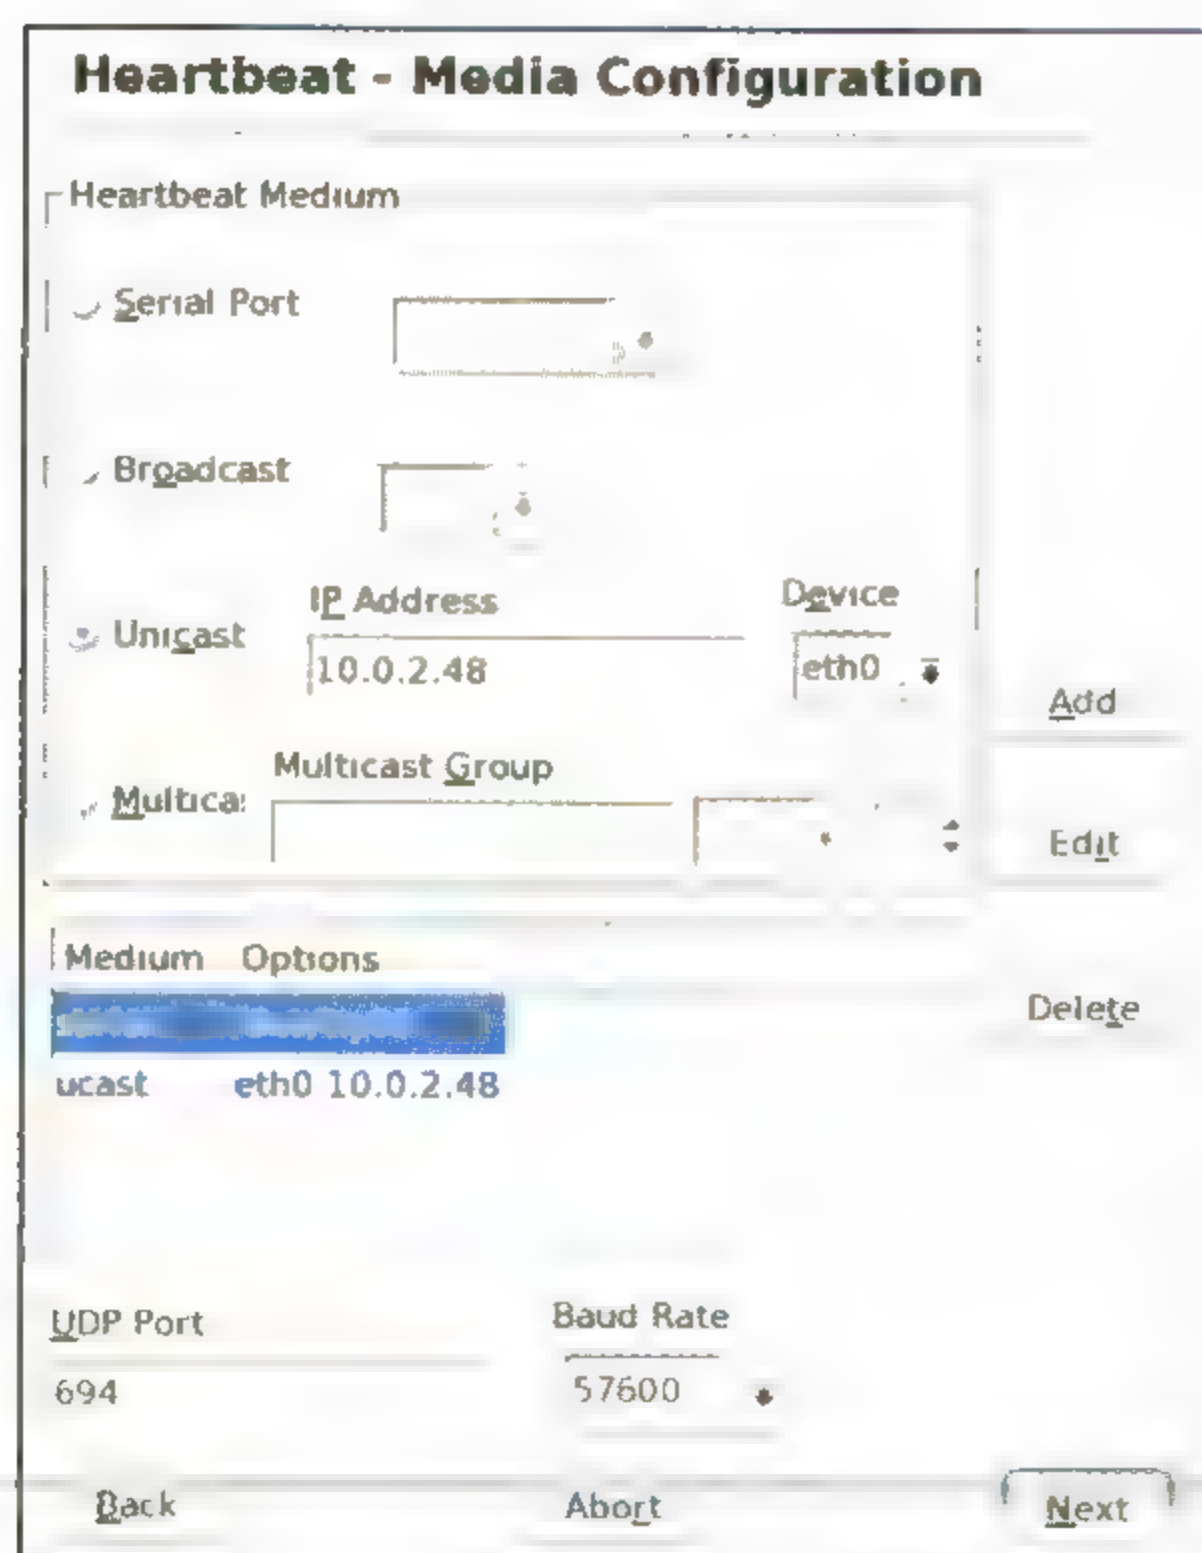 Heartbeat - Media Configuration
Heartbeat Medium
Serial Port
Broadcast
IP Address Device
Unicast 10.0.2.48 eth0
Multicast Group
Multica
Add
Edit
Medium Options
Delete
ucast eth0 10.0.2.48
UDP Port Baud Rate
694 57600
Back Abort Next